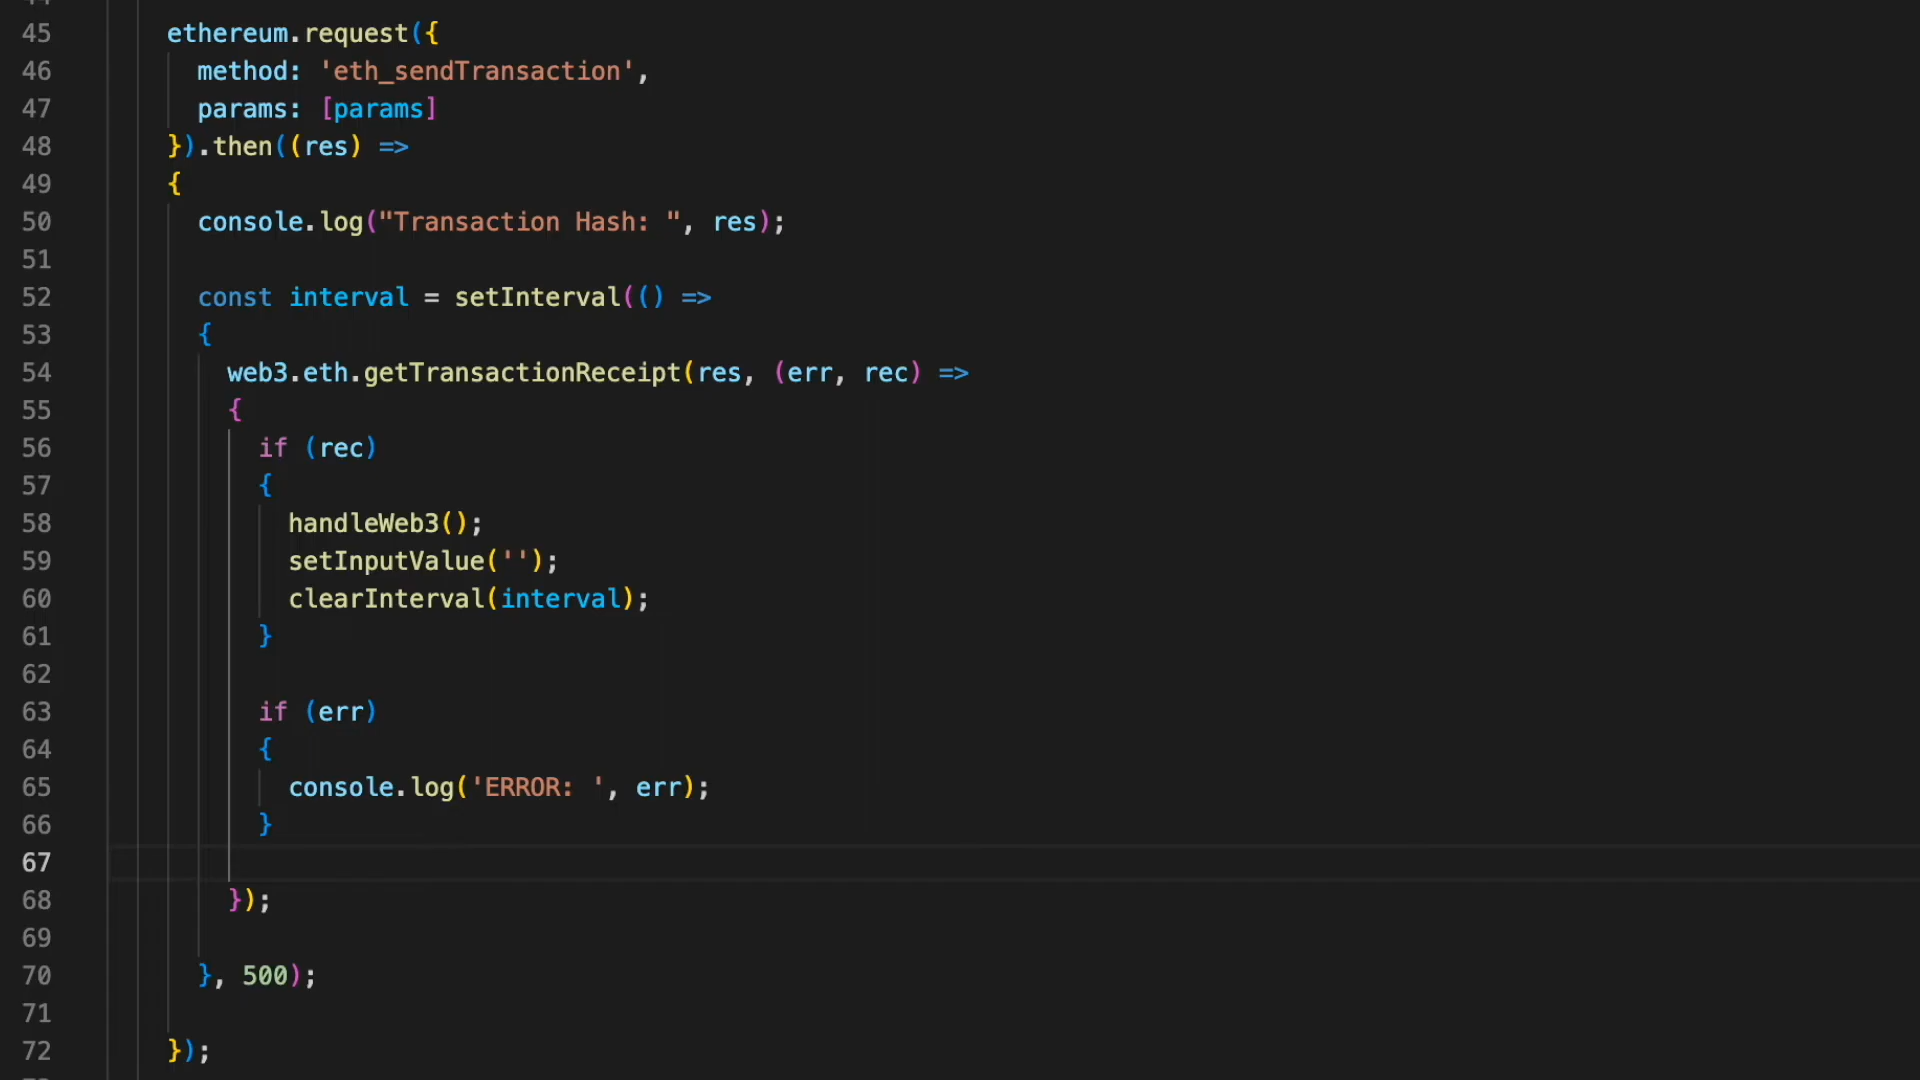 45 ethereum.request({
46 method: 'eth_sendTransaction',
47 params: [params]
48 }).then((res) =>
49 {
50 console.log("Transaction Hash: ", res);
51
52 const interval = setInterval(() =>
53 {
54 web3.eth.getTransactionReceipt(res, (err, rec) =>
55 {
56 if (rec)
57 {
58 handleWeb3();
59 setInputValue('');
60 clearInterval(interval);
61 }
62
63 if (err)
64 {
65 console.log('ERROR: ', err);
66 }
67
68 });
69
70 }, 500);
71
72 });